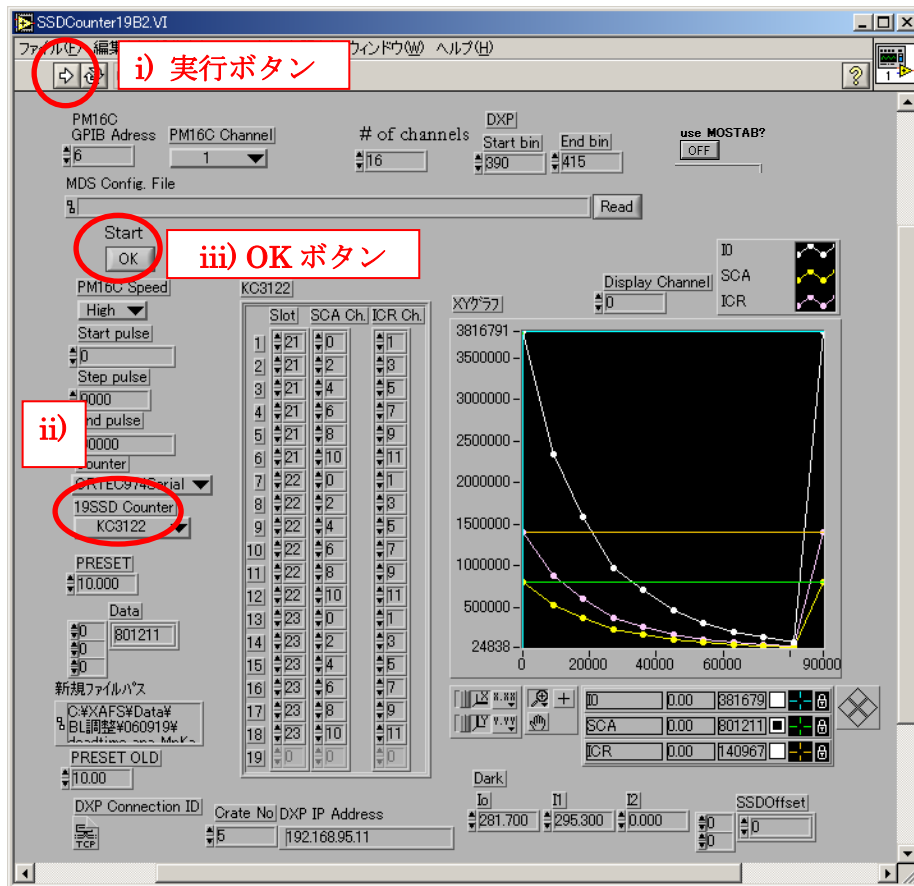 SSDCounter19B2.VI
ファイル(F) 編集 ウィンドウ(W) ヘルプ(H)
i) 実行ボタン
PM16C
GPIB Adress
6
PM16C Channel
1
# of channels
16
DXP
Start bin
390
End bin
415
use MOSTAB?
OFF
MDS Config. File
Read
Start
OK
iii) OK ボタン
PM16C Speed
High
Start pulse
0
Step pulse
9000
End pulse
ii)
90000
Counter
ORTEC974Serial
19SSD Counter
KC3122
PRESET
10.000
Data
0
0
0
801211
新規ファイルパス
C:¥XAFS¥Data¥
BL調整¥060919¥
PRESET OLD
10.00
DXP Connection ID
TCP
KC3122
Slot SCA Ch. ICR Ch.
1 21 0 1
2 21 2 3
3 21 4 5
4 21 6 7
5 21 8 9
6 21 10 11
7 22 0 1
8 22 2 3
9 22 4 5
10 22 6 7
11 22 8 9
12 22 10 11
13 23 0 1
14 23 2 3
15 23 4 5
16 23 6 7
17 23 8 9
18 23 10 11
19 0 0 0
Crate No
5
DXP IP Address
192.168.95.11
XYグラフ
Display Channel
0
I0
SCA
ICR
3816791
3500000
3000000
2500000
2000000
1500000
1000000
500000
24838
0 20000 40000 60000 90000
I0 0.00 381679
SCA 0.00 801211
ICR 0.00 140967
Dark
Io
281.700
I1
295.300
I2
0.000
0
0
SSDOffset
0